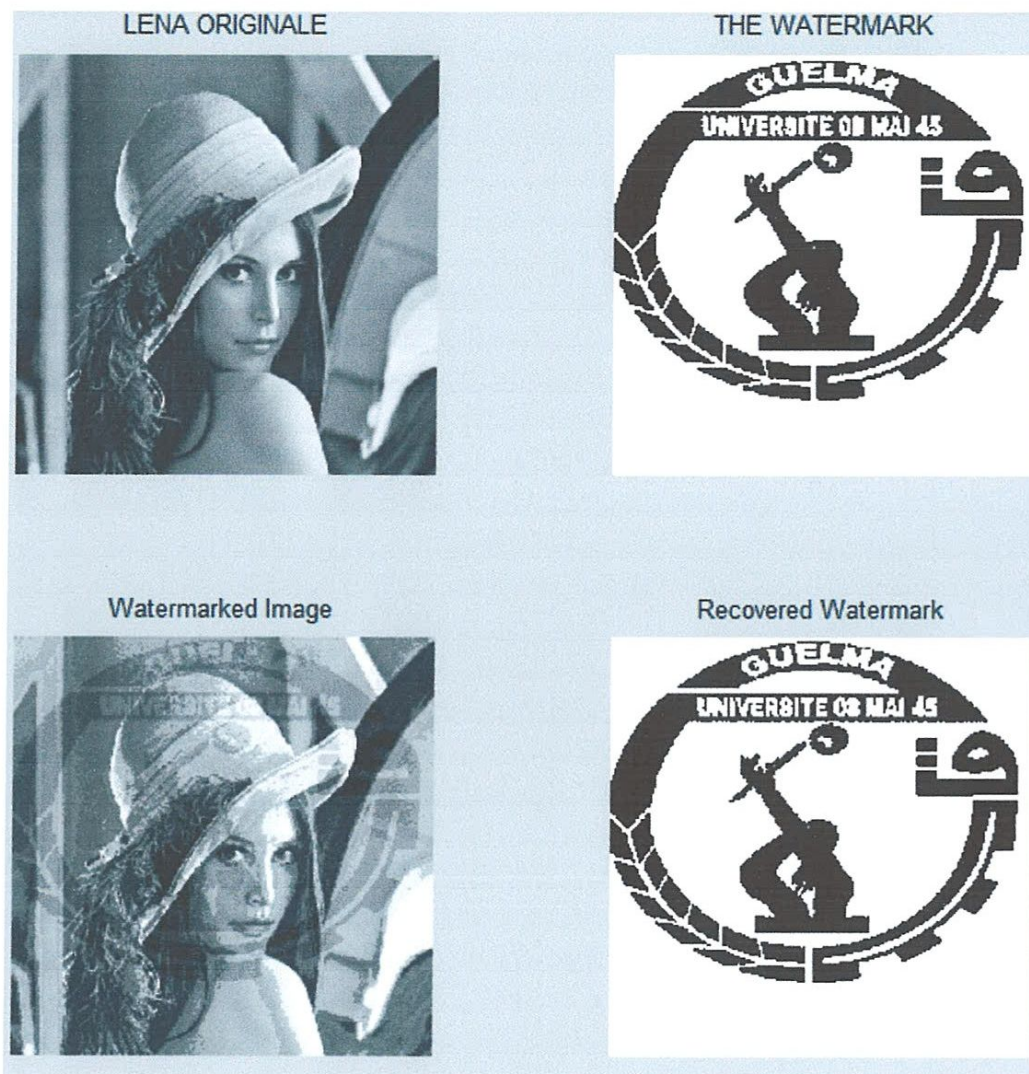 LENA ORIGINALE
THE WATERMARK
GUELMA
UNIVERSITE 08 MAI 45
Watermarked Image
Recovered Watermark
GUELMA
UNIVERSITE 08 MAI 45